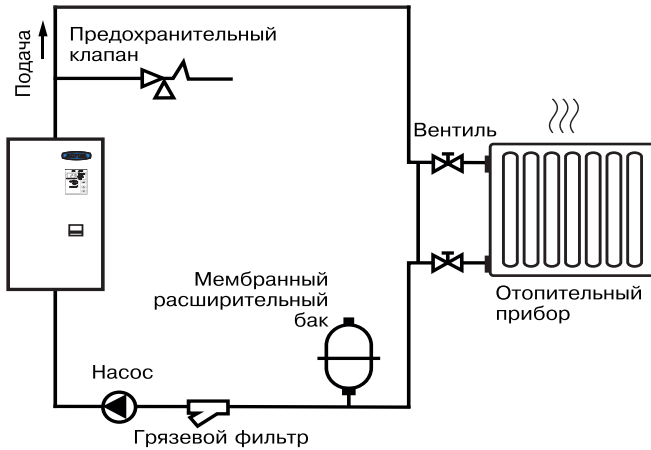 Подача
Предохранительный
клапан
Вентиль
Отопительный
прибор
Мембранный
расширительный
бак
Насос
Грязевой фильтр